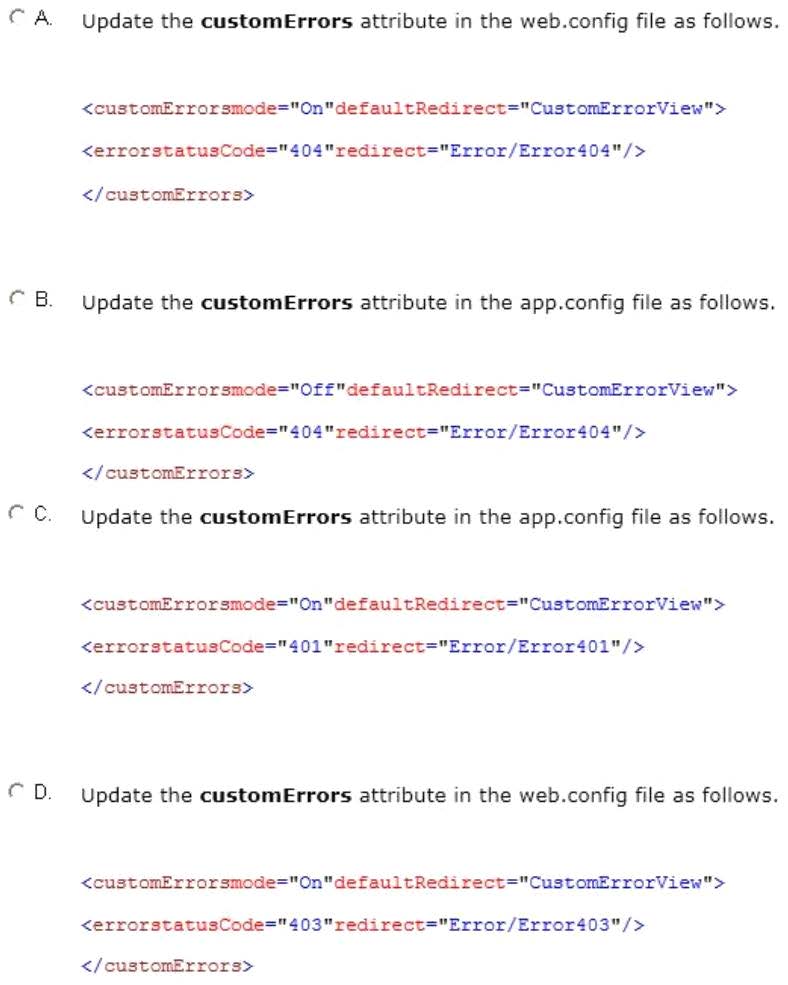 A. Update the customErrors attribute in the web.config file as follows.
<customErrorsmode="On"defaultRedirect="CustomErrorView">
<errorstatusCode="404"redirect="Error/Error404"/>
</customErrors>
B. Update the customErrors attribute in the app.config file as follows.
<customErrorsmode="Off"defaultRedirect="CustomErrorView">
<errorstatusCode="404"redirect="Error/Error404"/>
</customErrors>
C. Update the customErrors attribute in the app.config file as follows.
<customErrorsmode="On"defaultRedirect="CustomErrorView">
<errorstatusCode="401"redirect="Error/Error401"/>
</customErrors>
D. Update the customErrors attribute in the web.config file as follows.
<customErrorsmode="On"defaultRedirect="CustomErrorView">
<errorstatusCode="403"redirect="Error/Error403"/>
</customErrors>